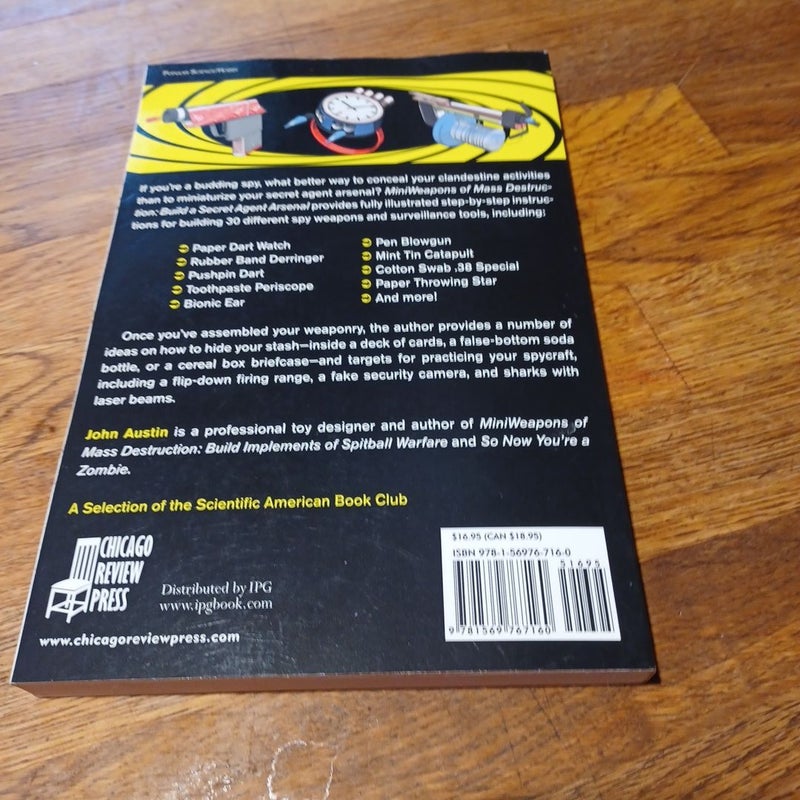 POPULAR SCIENCE/HOBBY
If you're a budding spy, what better way to conceal your clandestine activities
than to miniaturize your secret agent arsenal? MiniWeapons of Mass Destruc-
tion: Build a Secret Agent Arsenal provides fully illustrated step-by-step instruc-
tions for building 30 different spy weapons and surveillance tools, including:
Paper Dart Watch
Rubber Band Derringer
Pushpin Dart
Toothpaste Periscope
Bionic Ear
Pen Blowgun
Mint Tin Catapult
Cotton Swab .38 Special
Paper Throwing Star
And more!
Once you've assembled your weaponry, the author provides a number of
ideas on how to hide your stash—inside a deck of cards, a false-bottom soda
bottle, or a cereal box briefcase—and targets for practicing your spycraft,
including a flip-down firing range, a fake security camera, and sharks with
laser beams.
John Austin is a professional toy designer and author of MiniWeapons of
Mass Destruction: Build Implements of Spitball Warfare and So Now You're a
Zombie.
A Selection of the Scientific American Book Club
CHICAGO
REVIEW
PRESS
Distributed by IPG
www.ipgbook.com
www.chicagoreviewpress.com
$16.95 (CAN $18.95)
ISBN 978-1-56976-716-0
51695
9 781569 767160